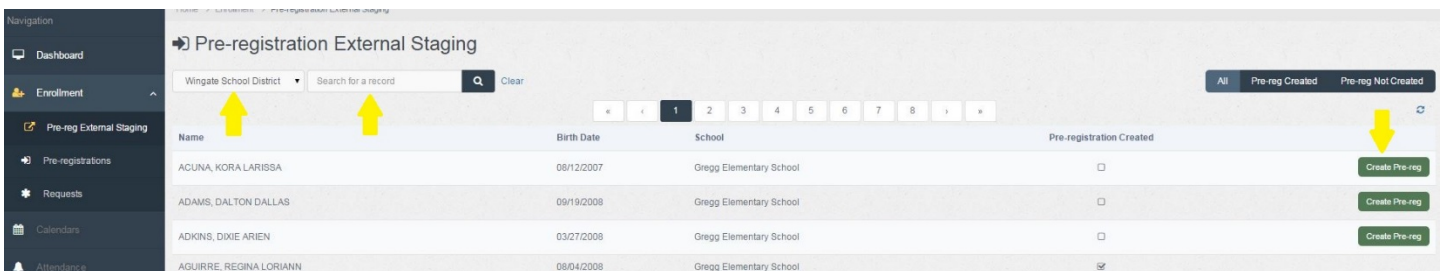 Navigation
Home > Enrollment > Pre-registration External Staging
Dashboard
Pre-registration External Staging
Wingate School District Search for a record Clear
All Pre-reg Created Pre-reg Not Created
Enrollment
« ‹ 1 2 3 4 5 6 7 8 › »
Pre-reg External Staging
Name Birth Date School Pre-registration Created
Pre-registrations
ACUNA, KORA LARISSA 08/12/2007 Gregg Elementary School Create Pre-reg
Requests
ADAMS, DALTON DALLAS 09/19/2008 Gregg Elementary School Create Pre-reg
Calendars
ADKINS, DIXIE ARIEN 03/27/2008 Gregg Elementary School Create Pre-reg
Attendance
AGUIRRE, REGINA LORIANN 08/04/2008 Gregg Elementary School